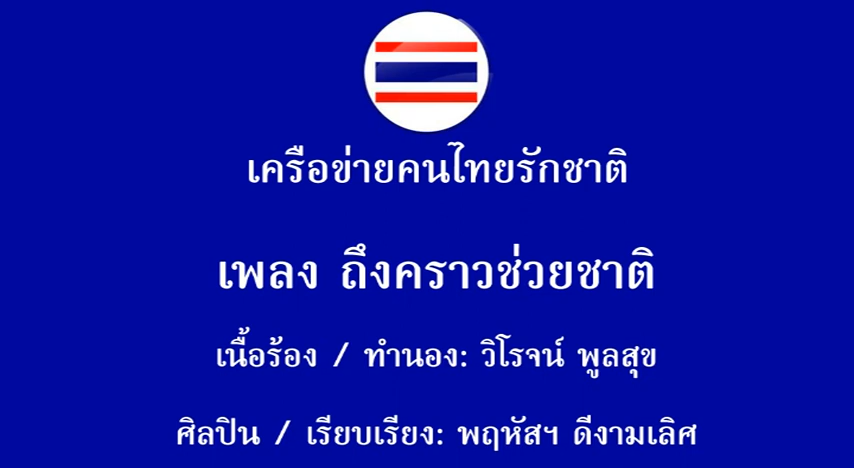 เครือข่ายคนไทยรักชาติ
เพลง ถึงคราวช่วยชาติ
เนื้อร้อง / ทำนอง: วิโรจน์ พูลสุข
ศิลปิน / เรียบเรียง: พฤหัสฯ ดีงามเลิศ